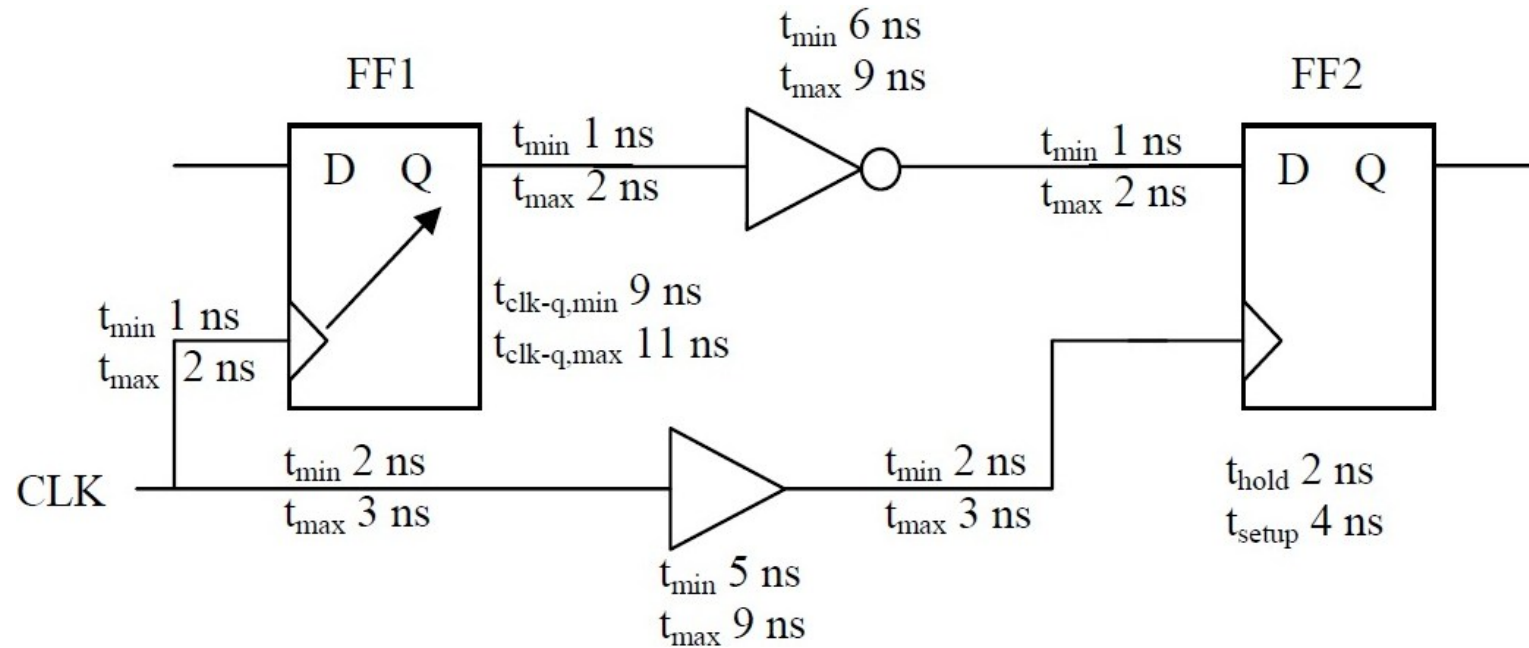 t_min 6 ns
t_max 9 ns
FF1
FF2
t_min 1 ns
t_max 2 ns
t_min 1 ns
t_max 2 ns
D Q
D Q
t_clk-q,min 9 ns
t_clk-q,max 11 ns
t_min 1 ns
t_max 2 ns
CLK
t_min 2 ns
t_max 3 ns
t_min 2 ns
t_max 3 ns
t_hold 2 ns
t_setup 4 ns
t_min 5 ns
t_max 9 ns